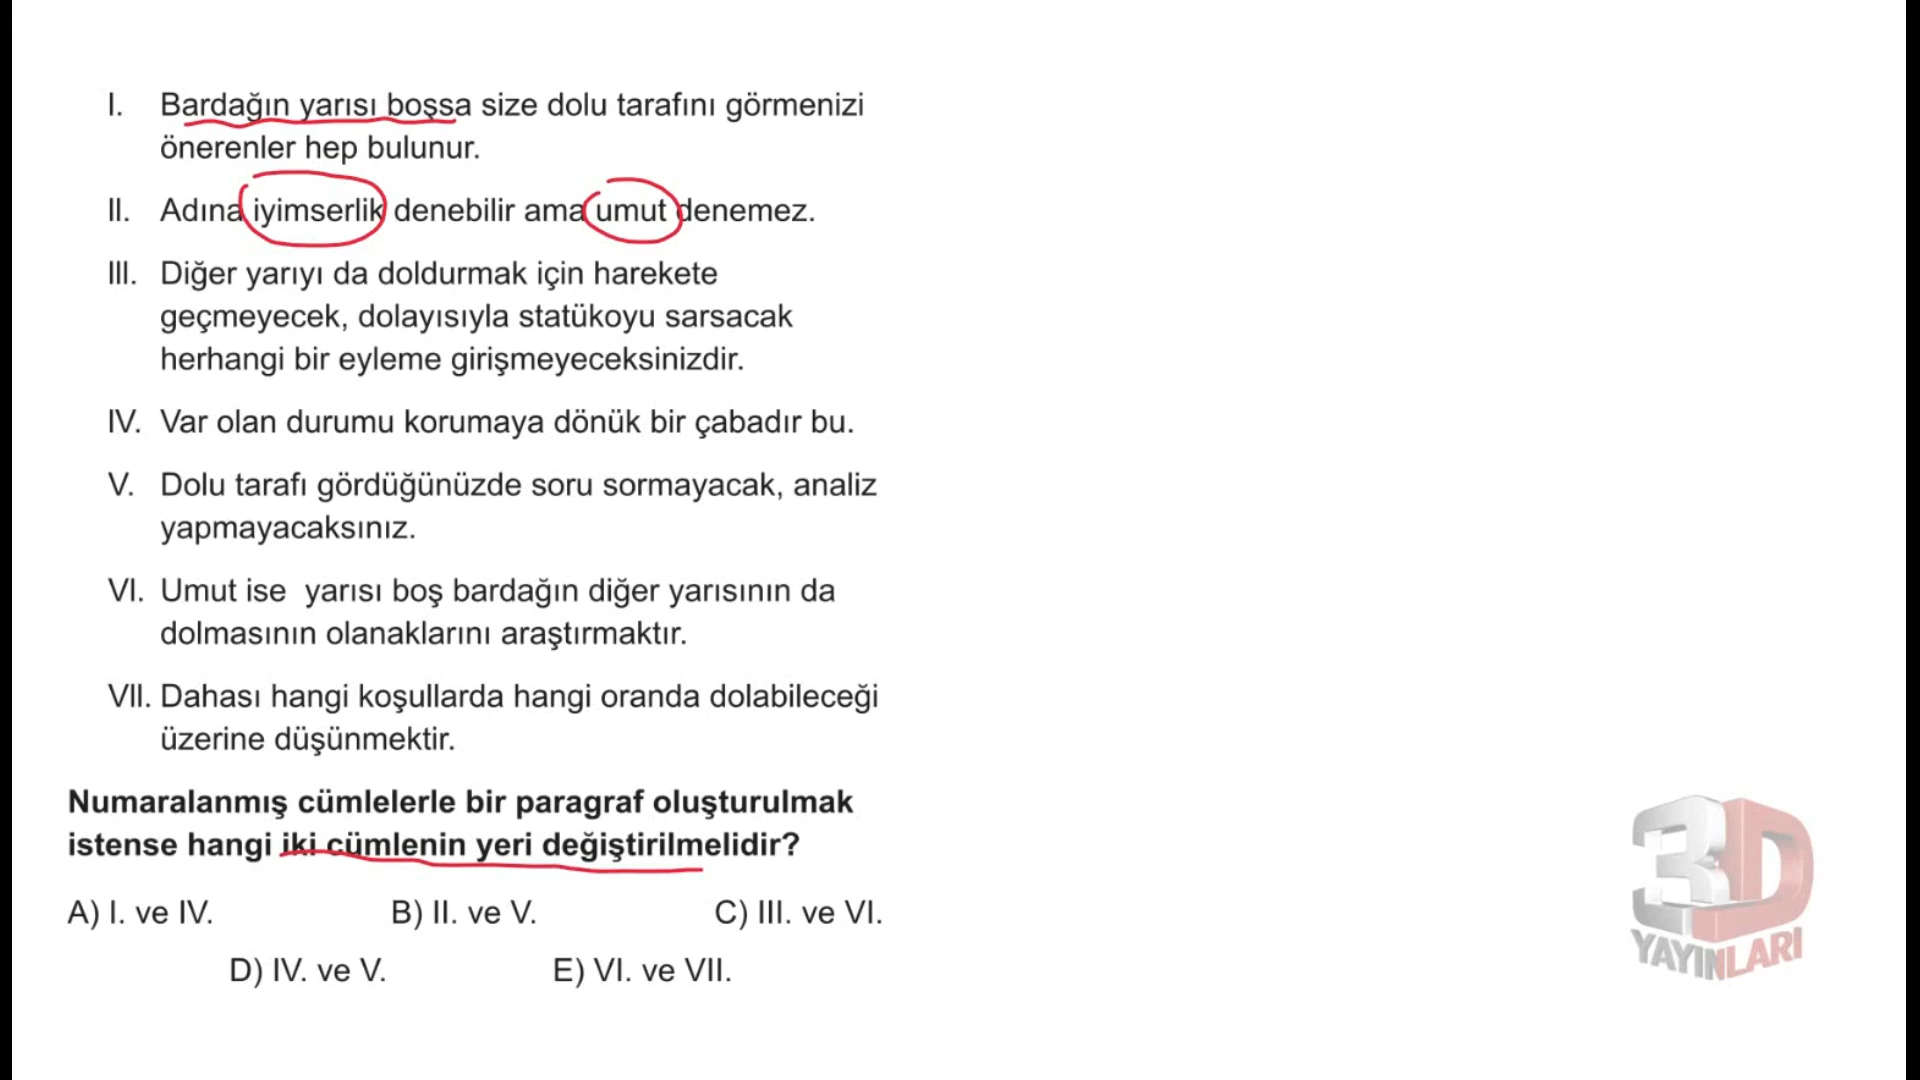 I. Bardağın yarısı boşsa size dolu tarafını görmenizi
önerenler hep bulunur.
II. Adına iyimserlik denebilir ama umut denemez.
III. Diğer yarıyı da doldurmak için harekete
geçmeyecek, dolayısıyla statükoyu sarsacak
herhangi bir eyleme girişmeyeceksinizdir.
IV. Var olan durumu korumaya dönük bir çabadır bu.
V. Dolu tarafı gördüğünüzde soru sormayacak, analiz
yapmayacaksınız.
VI. Umut ise yarısı boş bardağın diğer yarısının da
dolmasının olanaklarını araştırmaktır.
VII. Dahası hangi koşullarda hangi oranda dolabileceği
üzerine düşünmektir.
Numaralanmış cümlelerle bir paragraf oluşturulmak
istense hangi iki cümlenin yeri değiştirilmelidir?
A) I. ve IV. B) II. ve V. C) III. ve VI.
D) IV. ve V. E) VI. ve VII.
3D
YAYINLARI